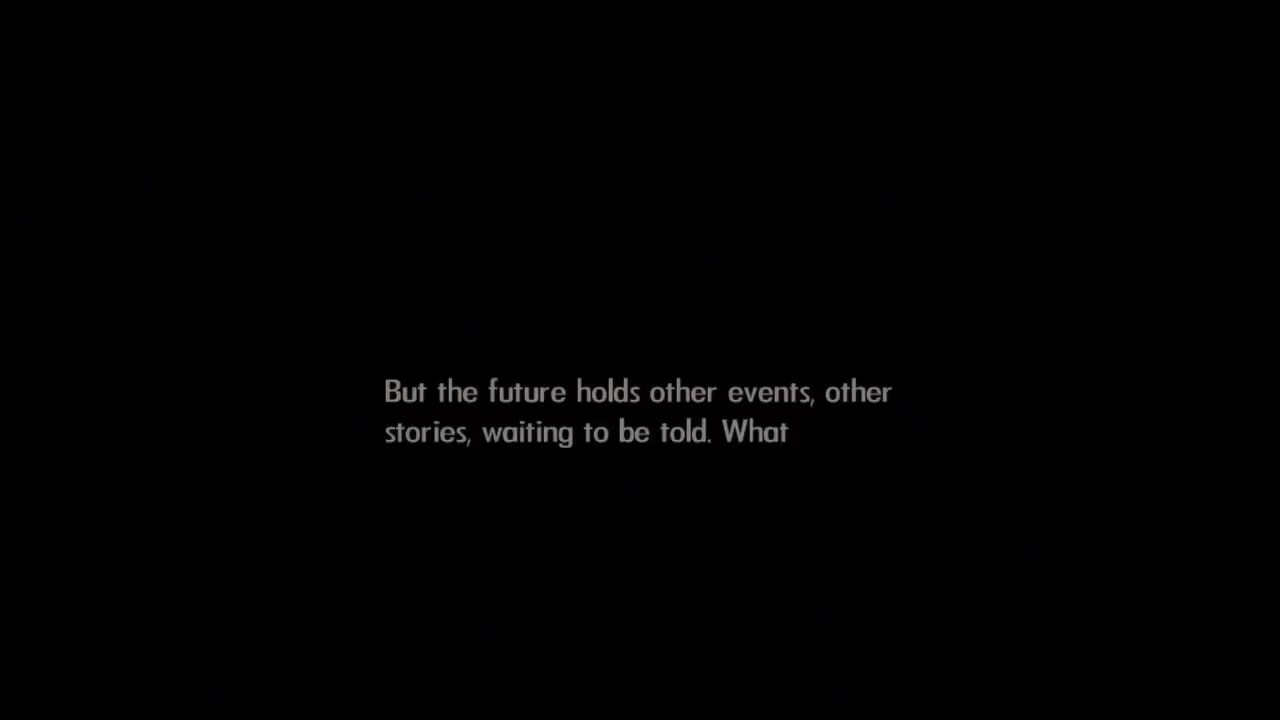 But the future holds other events, other
stories, waiting to be told. What